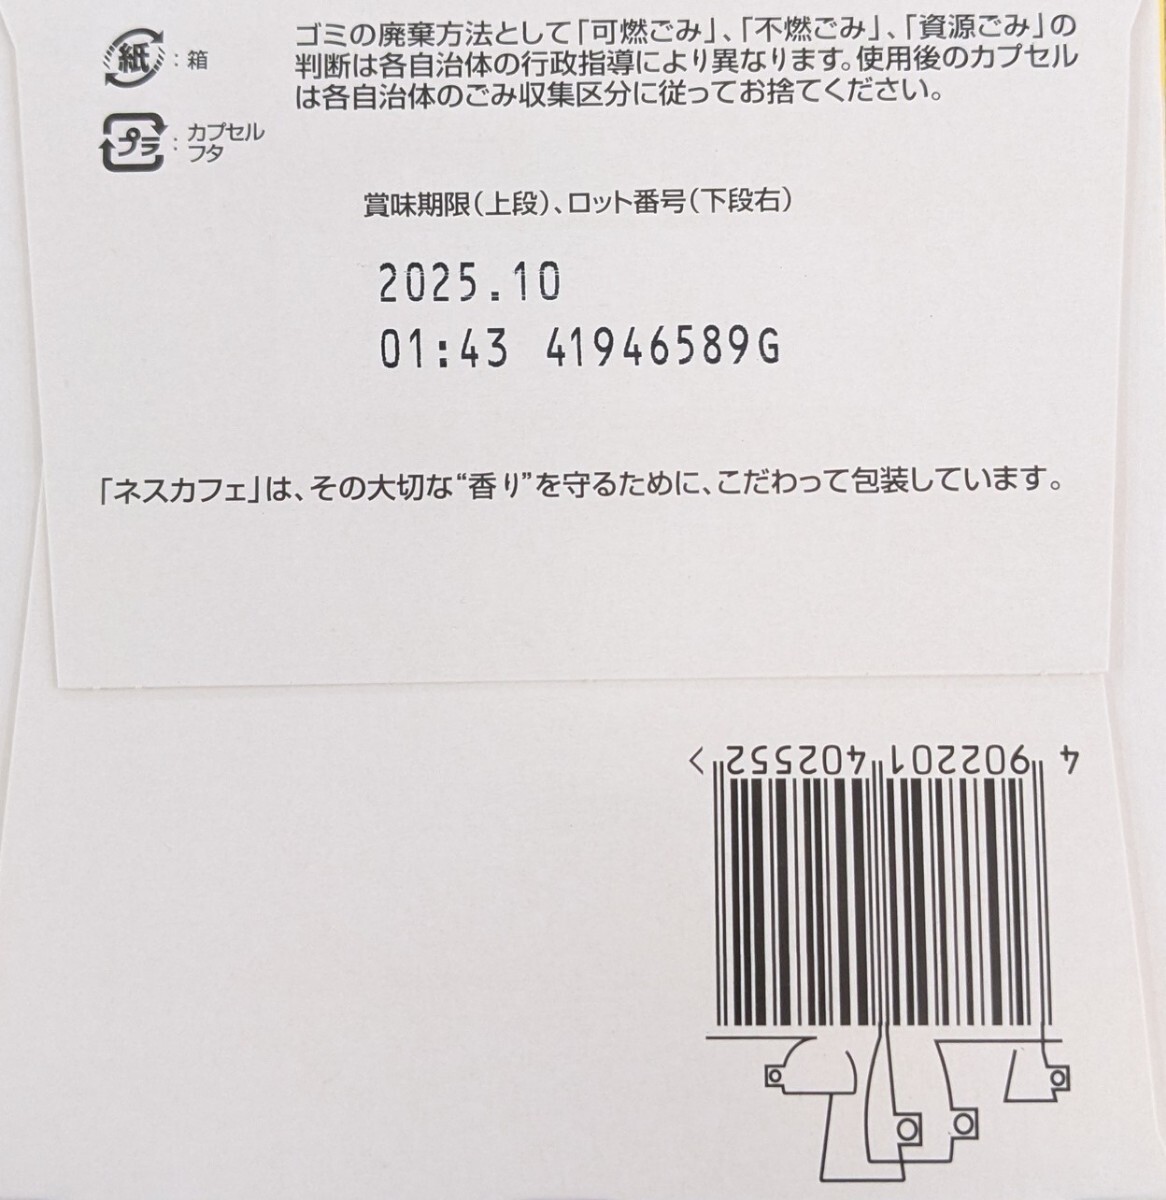 紙：箱
プラ：カプセル
フタ
ゴミの廃棄方法として「可燃ごみ」、「不燃ごみ」、「資源ごみ」の
判断は各自治体の行政指導により異なります。使用後のカプセル
は各自治体のごみ収集区分に従ってお捨てください。
賞味期限(上段)、ロット番号(下段右)
2025.10
01:43 41946589G
「ネスカフェ」は、その大切な“香り”を守るために、こだわって包装しています。
4 902201 402552 >